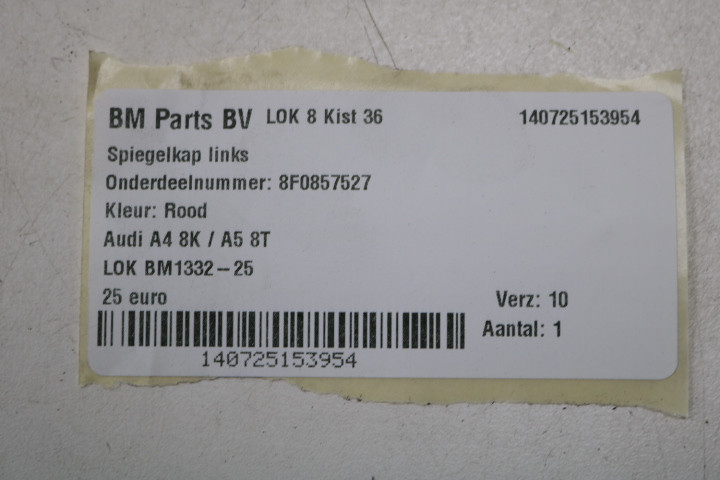 BM Parts BV LOK 8 Kist 36 140725153954
Spiegelkap links
Onderdeelnummer: 8F0857527
Kleur: Rood
Audi A4 8K / A5 8T
LOK BM1332-25
25 euro Verz: 10
Aantal: 1
140725153954